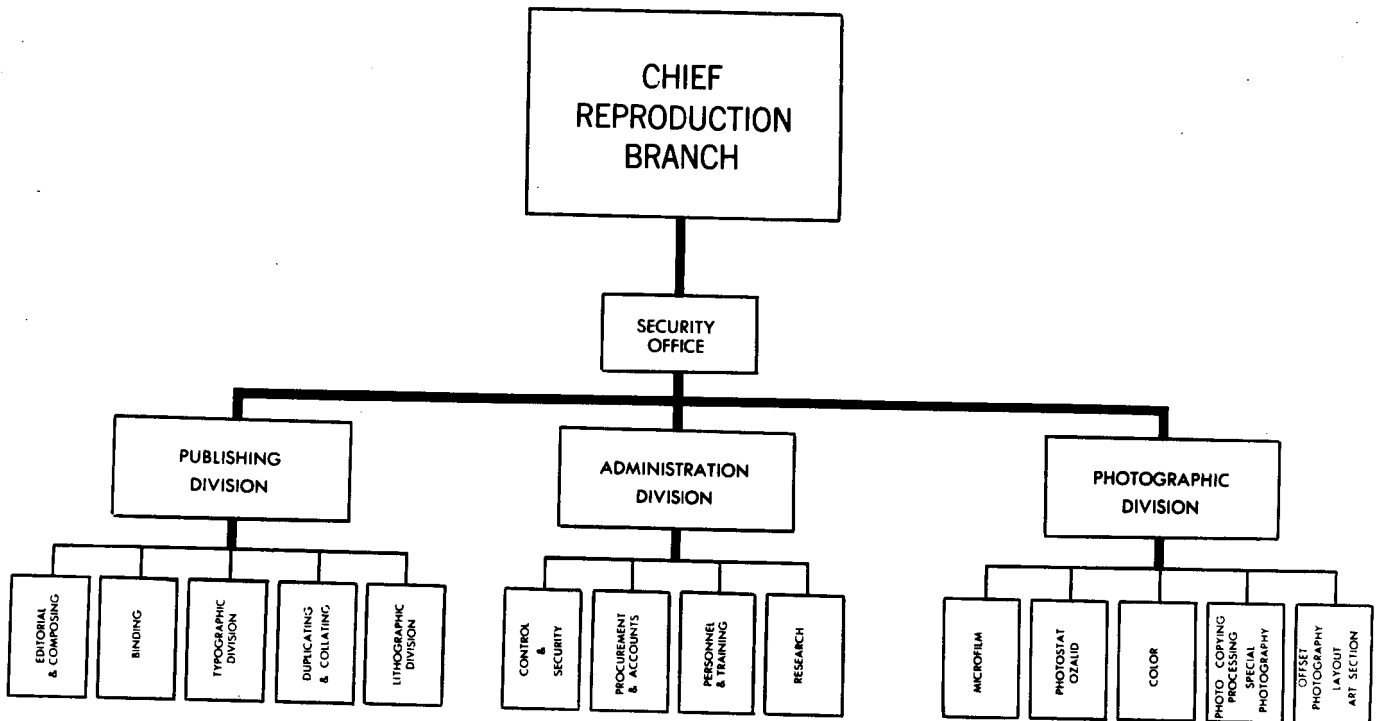 CHIEF
REPRODUCTION
BRANCH
SECURITY
OFFICE
PUBLISHING
DIVISION
ADMINISTRATION
DIVISION
PHOTOGRAPHIC
DIVISION
EDITORIAL
& COMPOSING
BINDING
TYPOGRAPHIC
DIVISION
DUPLICATING
& COLLATING
LITHOGRAPHIC
DIVISION
CONTROL
&
SECURITY
PROCUREMENT
& ACCOUNTS
PERSONNEL
& TRAINING
RESEARCH
MICROFILM
PHOTOSTAT
OZALID
COLOR
PHOTO COPYING
PROCESSING
SPECIAL
PHOTOGRAPHY
OFFSET
PHOTOGRAPHY
LAYOUT
ART SECTION